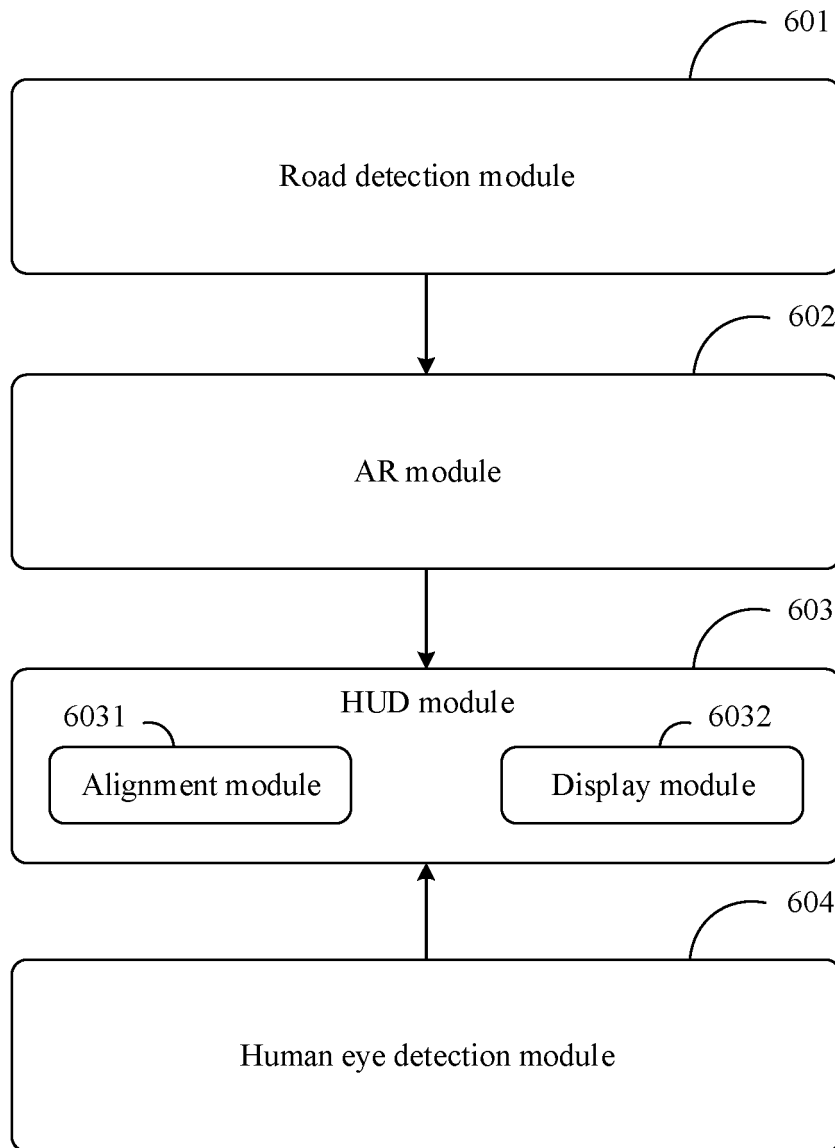 601
Road detection module
602
AR module
603
HUD module
6031
6032
Alignment module
Display module
604
Human eye detection module